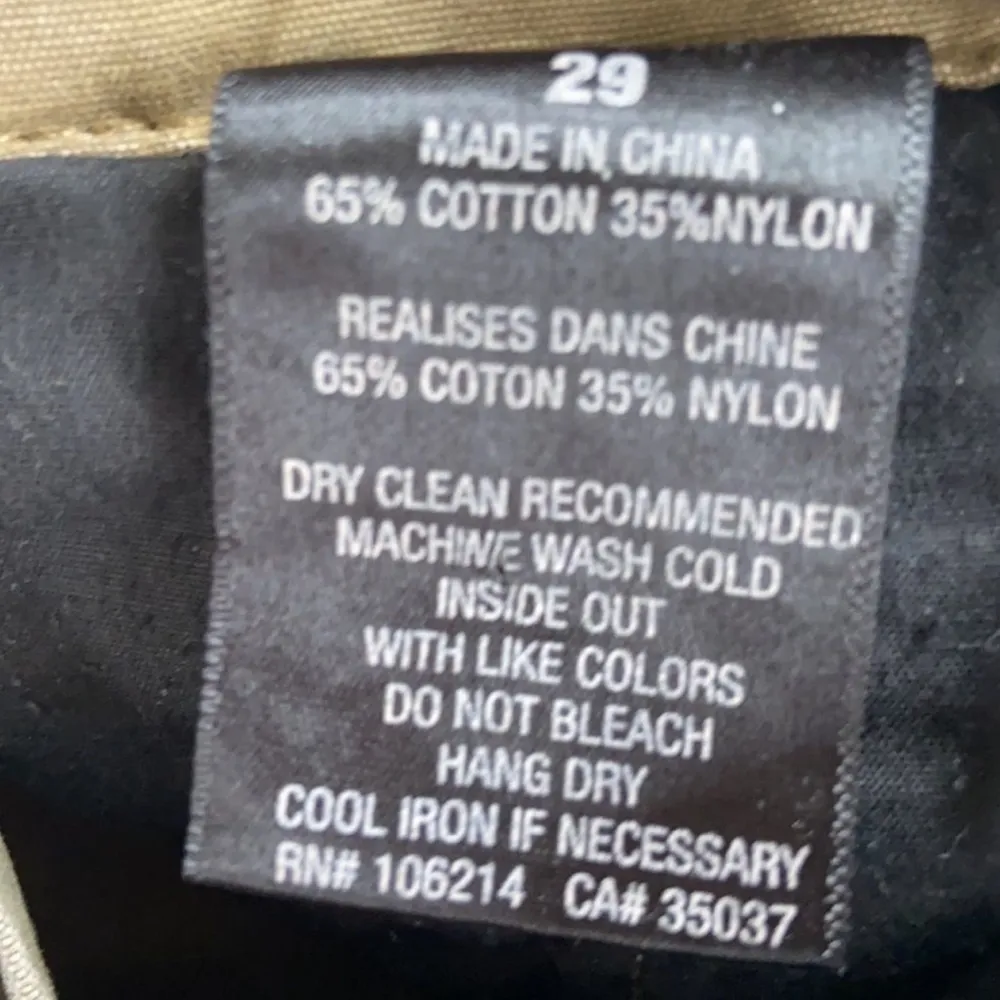 29
MADE IN CHINA
65% COTTON 35%NYLON
REALISES DANS CHINE
65% COTON 35% NYLON
DRY CLEAN RECOMMENDED
MACHINE WASH COLD
INSIDE OUT
WITH LIKE COLORS
DO NOT BLEACH
HANG DRY
COOL IRON IF NECESSARY
RN# 106214 CA# 35037